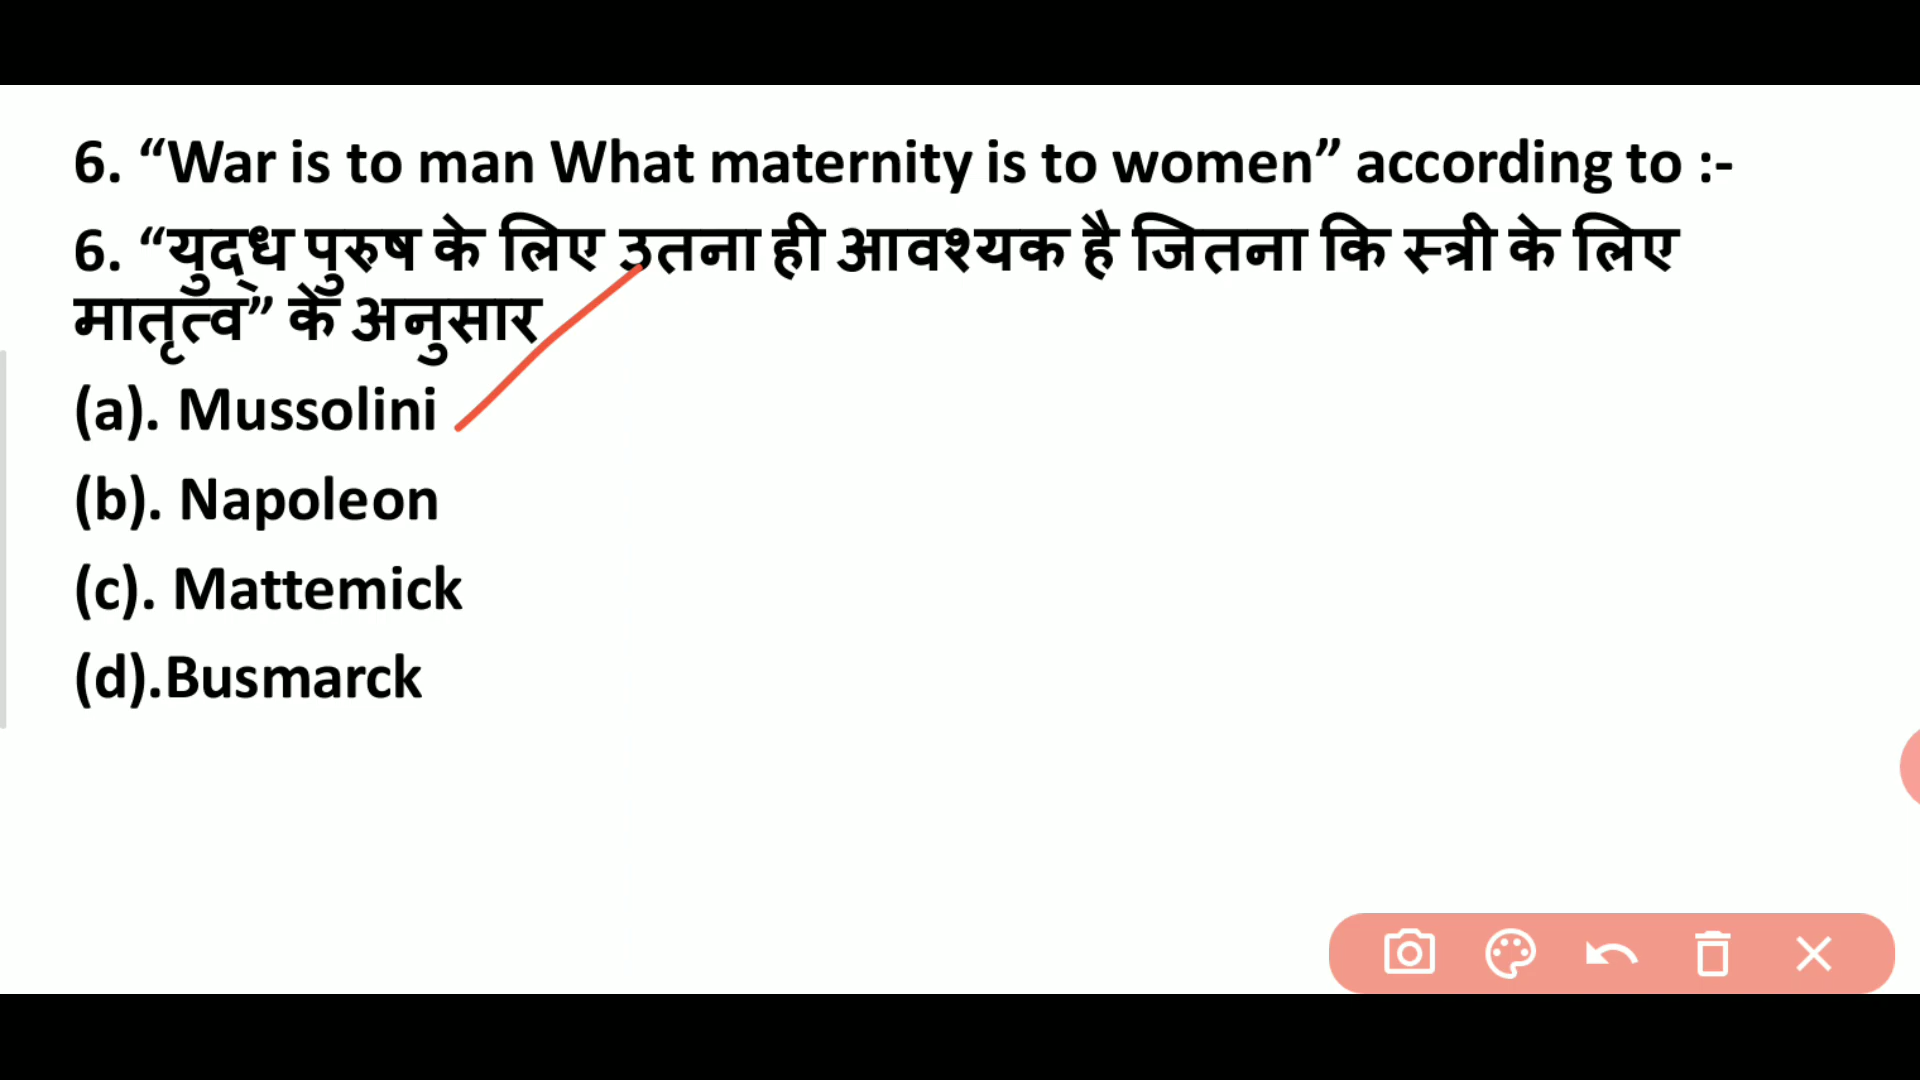 6. “War is to man What maternity is to women” according to :-
6. “युद्ध पुरुष के लिए उतना ही आवश्यक है जितना कि स्त्री के लिए
मातृत्व” के अनुसार
(a). Mussolini
(b). Napoleon
(c). Mattemick
(d).Busmarck